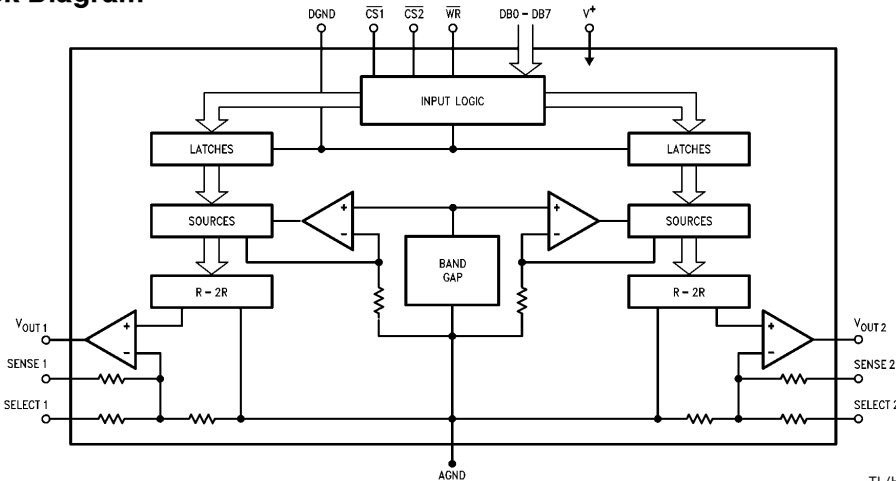 DGND CS1 CS2 WR DB0 – DB7 V+
INPUT LOGIC
LATCHES LATCHES
SOURCES + + SOURCES
– –
BAND
GAP
R – 2R R – 2R
VOUT 1 + + VOUT 2
– –
SENSE 1 SENSE 2
SELECT 1 SELECT 2
AGND